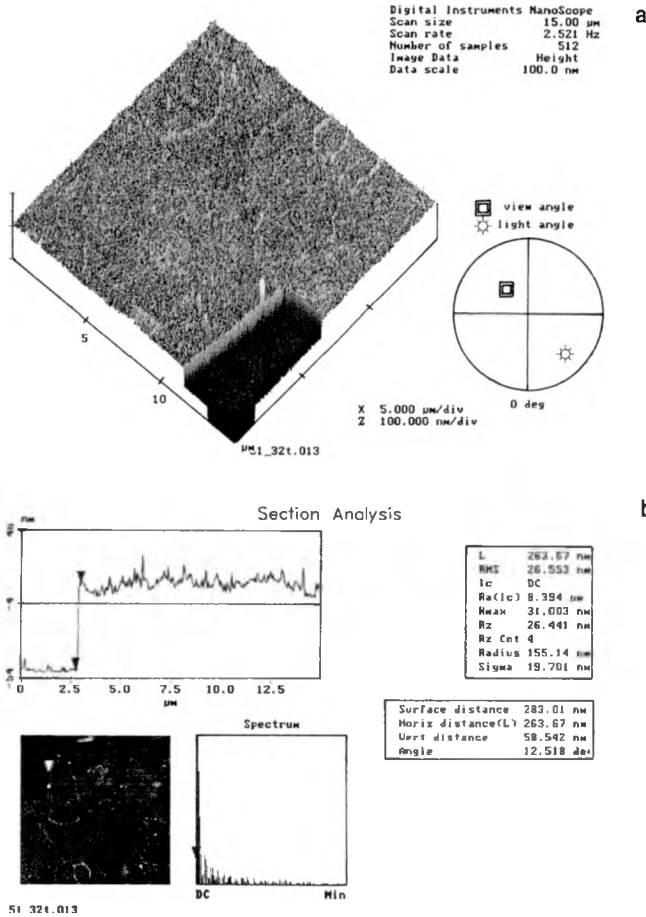 Digital Instruments NanoScope
Scan size 15.00 µm
Scan rate 2.521 Hz
Number of samples 512
Image Data Height
Data scale 100.0 nm
a
view angle
light angle
5
10
µm
X 5.000 µm/div
Z 100.000 nm/div
0 deg
51_32t.013
Section Analysis
nm
-4
-54
0 2.5 5.0 7.5 10.0 12.5
µm
L 263.67 nm
RMS 26.553 nm
lc DC
Ra(lc) 8.394 nm
Rmax 31.003 nm
Rz 26.441 nm
Rz Cnt 4
Radius 155.14
Sigma 19.701 nm
Surface distance 283.01 nm
Horiz distance(L) 263.67 nm
Vert distance 58.542 nm
Angle 12.518
Spectrum
DC Min
51_32t.013